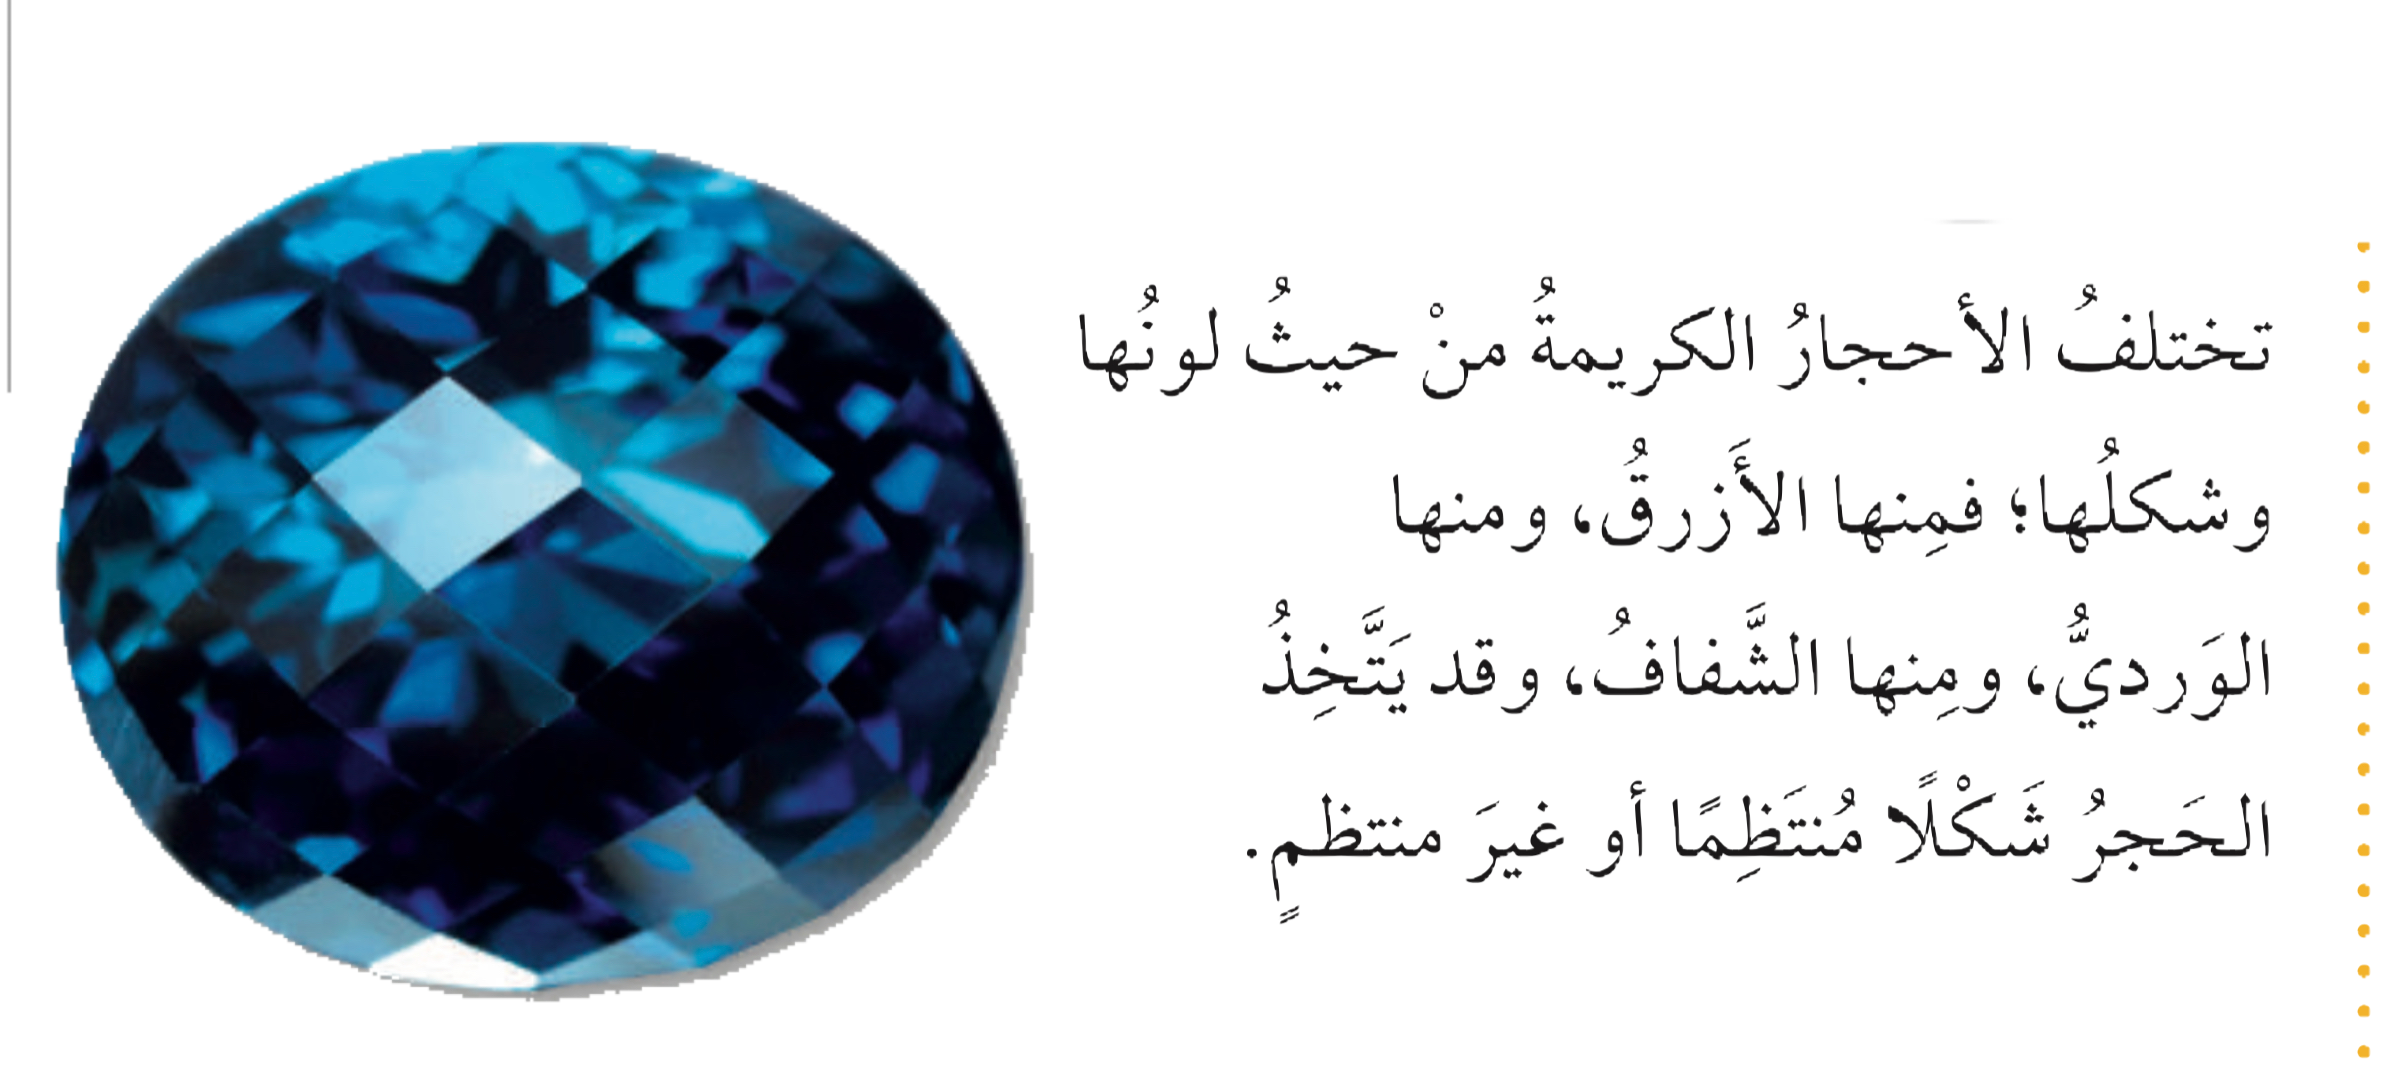 تختلفُ الأحجارُ الكريمةُ منْ حيثُ لونُها
وشكلُها؛ فمِنها الأَزرقُ، ومنها
الوَرديُّ، ومِنها الشَّفافُ، وقد يَتَّخِذُ
الحَجرُ شَكْلًا مُنتَظِمًا أو غيرَ منتظمٍ.